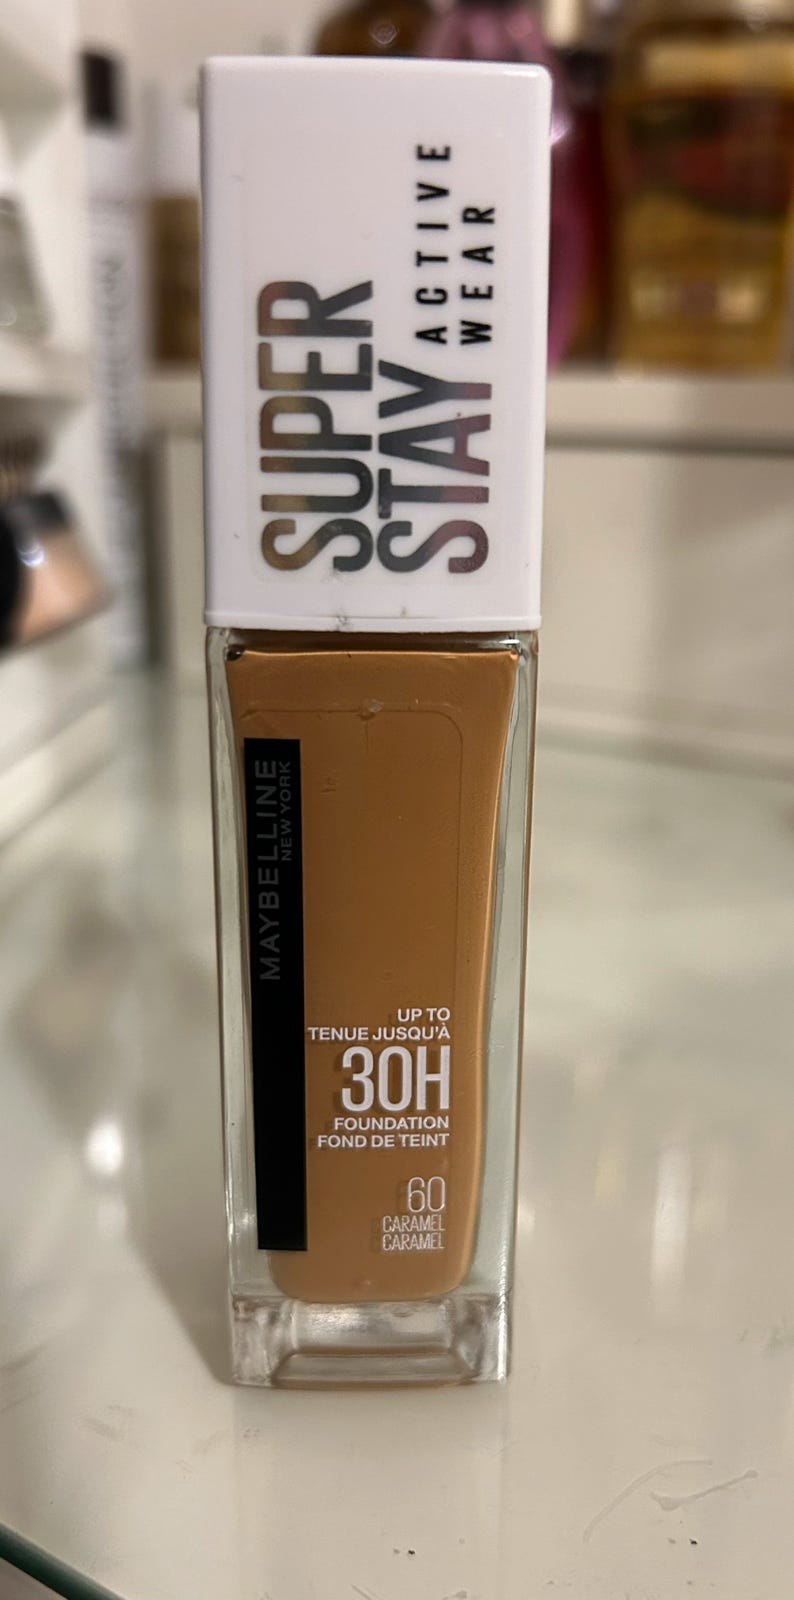 SUPER
STAY
ACTIVE
WEAR
MAYBELLINE
NEW YORK
UP TO
TENUE JUSQU'À
30H
FOUNDATION
FOND DE TEINT
60
CARAMEL
CARAMEL